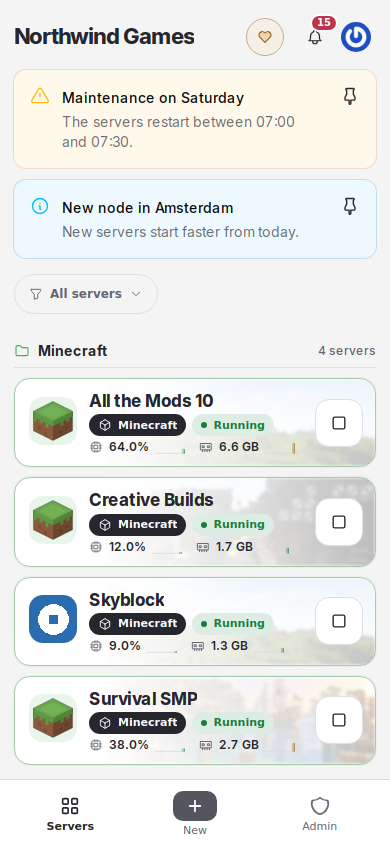 Northwind Games
15
Maintenance on Saturday
The servers restart between 07:00
and 07:30.
New node in Amsterdam
New servers start faster from today.
All servers
Minecraft
4 servers
All the Mods 10
Minecraft
Running
64.0%
6.6 GB
Creative Builds
Minecraft
Running
12.0%
1.7 GB
Skyblock
Minecraft
Running
9.0%
1.3 GB
Survival SMP
Minecraft
Running
38.0%
2.7 GB
Servers
New
Admin